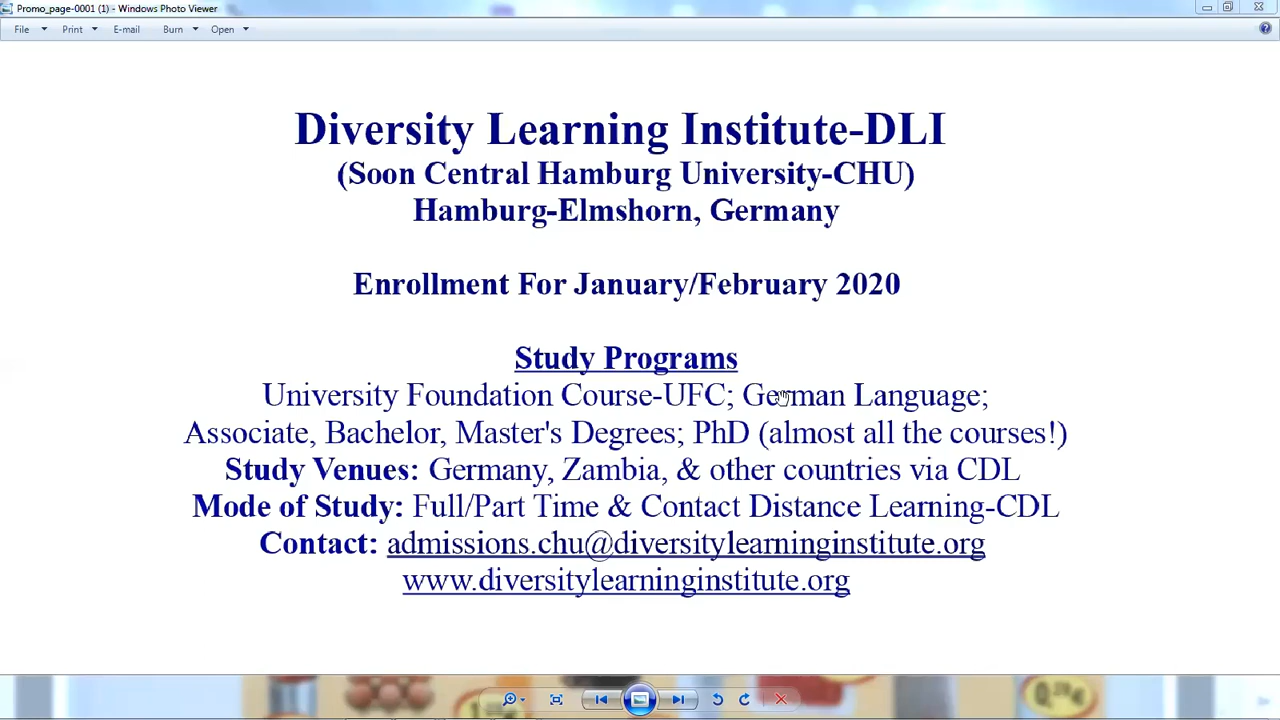 Promo_page-0001 (1) - Windows Photo Viewer
File Print E-mail Burn Open
Diversity Learning Institute-DLI
(Soon Central Hamburg University-CHU)
Hamburg-Elmshorn, Germany
Enrollment For January/February 2020
Study Programs
University Foundation Course-UFC; German Language;
Associate, Bachelor, Master's Degrees; PhD (almost all the courses!)
Study Venues: Germany, Zambia, & other countries via CDL
Mode of Study: Full/Part Time & Contact Distance Learning-CDL
Contact: admissions.chu@diversitylearninginstitute.org
www.diversitylearninginstitute.org